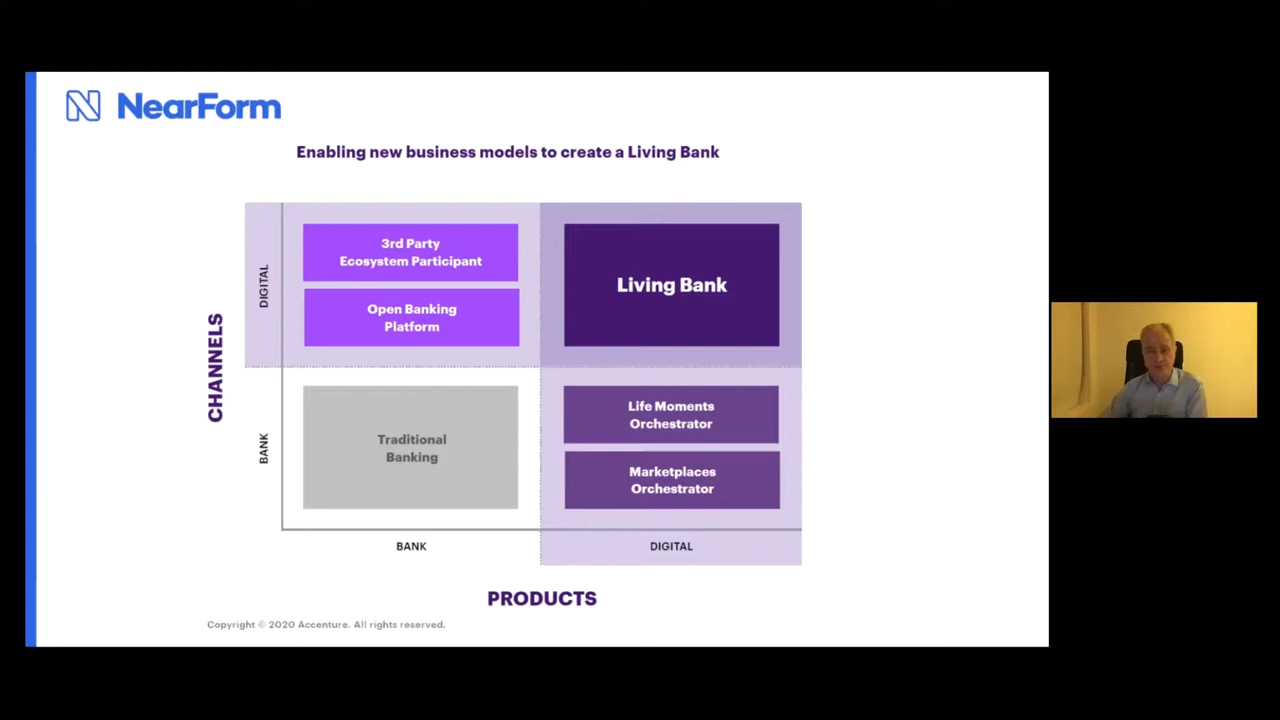 NearForm
Enabling new business models to create a Living Bank
CHANNELS
DIGITAL
3rd Party
Ecosystem Participant
Open Banking
Platform
Living Bank
BANK
Traditional
Banking
Life Moments
Orchestrator
Marketplaces
Orchestrator
BANK
DIGITAL
PRODUCTS
Copyright © 2020 Accenture. All rights reserved.